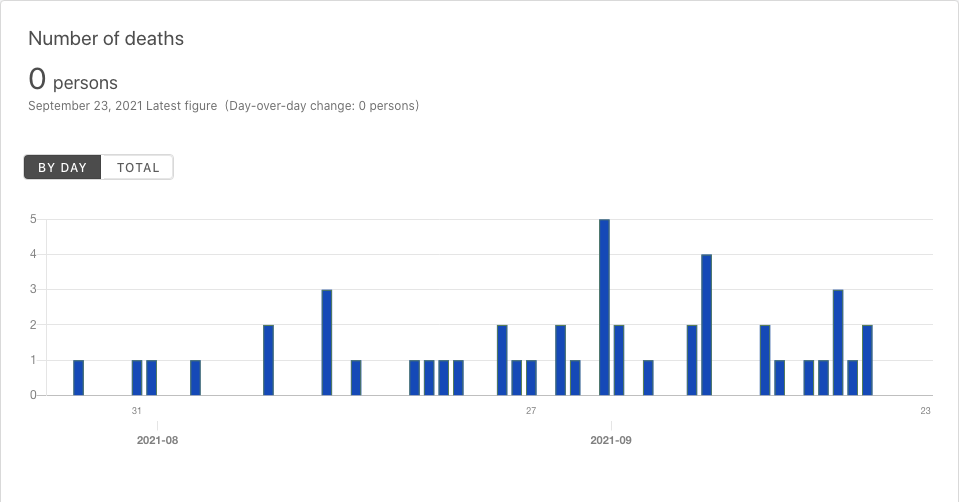 Number of deaths
0 persons
September 23, 2021 Latest figure (Day-over-day change: 0 persons)
BY DAY TOTAL
5
4
3
2
1
0
31 27 23
2021-08 2021-09